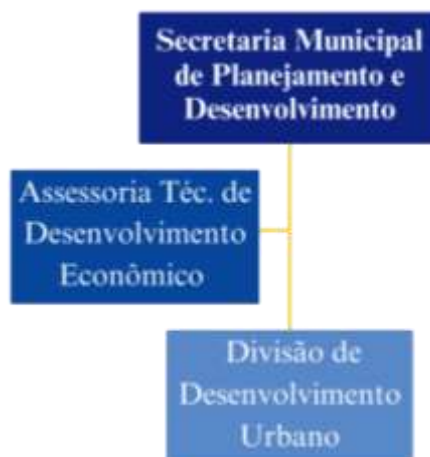 Secretaria Municipal
de Planejamento e
Desenvolvimento
Assessoria Téc. de
Desenvolvimento
Econômico
Divisão de
Desenvolvimento
Urbano